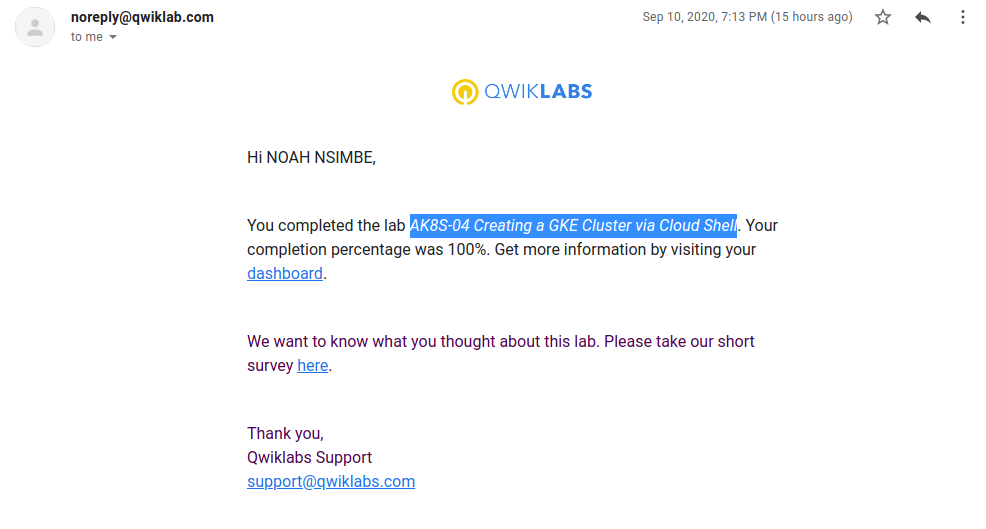 noreply@qwiklab.com
Sep 10, 2020, 7:13 PM (15 hours ago)
to me
QWIKLABS
Hi NOAH NSIMBE,
You completed the lab AK8S-04 Creating a GKE Cluster via Cloud Shell. Your
completion percentage was 100%. Get more information by visiting your
dashboard.
We want to know what you thought about this lab. Please take our short
survey here.
Thank you,
Qwiklabs Support
support@qwiklabs.com